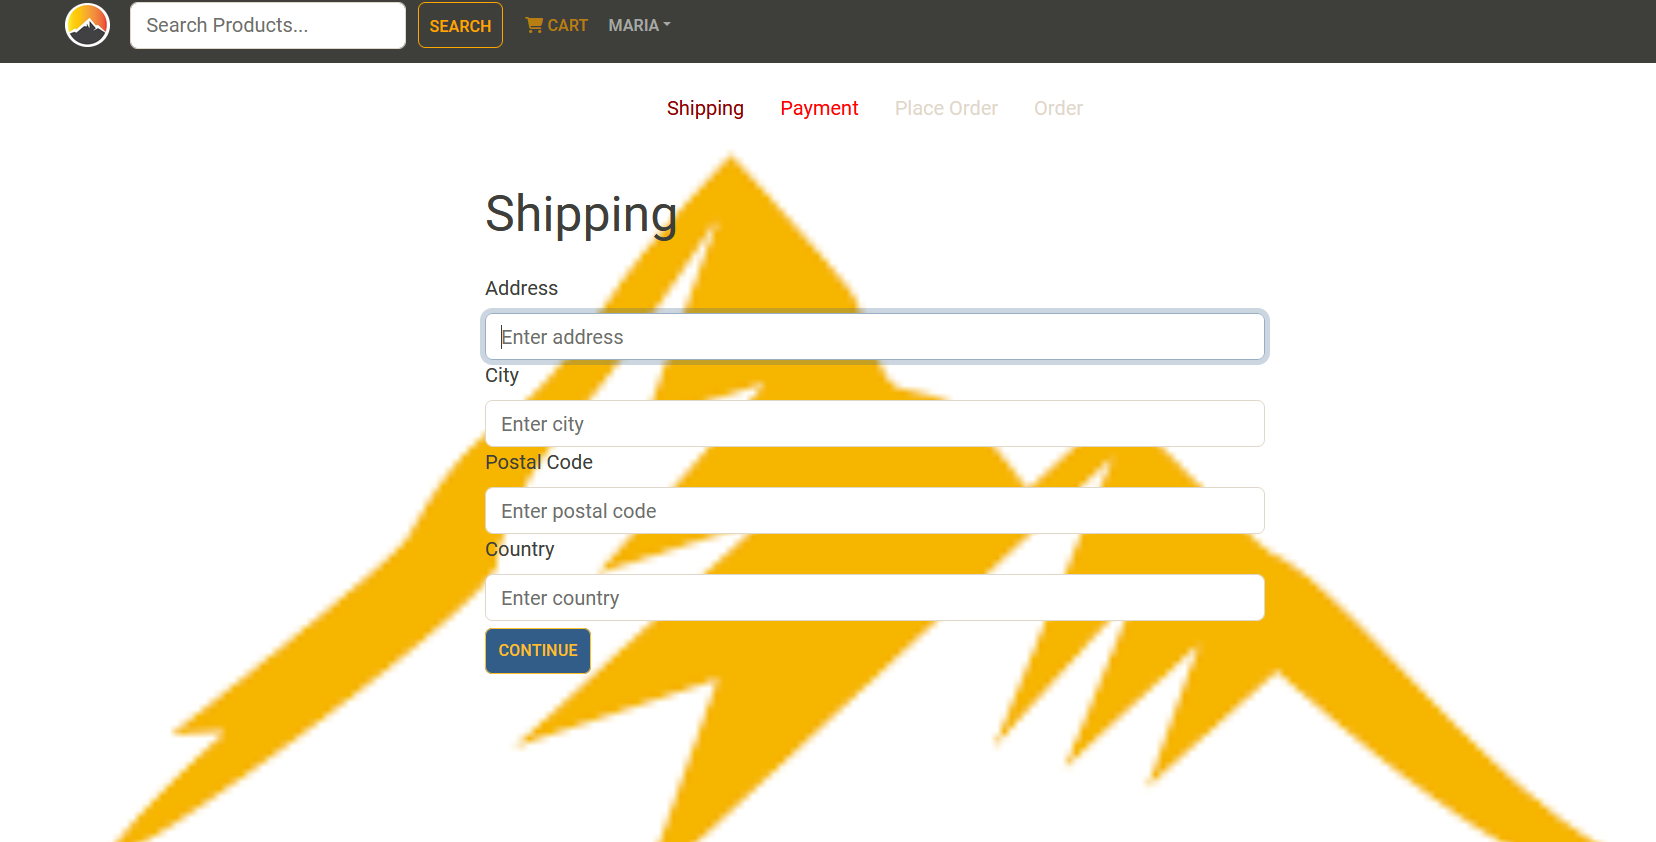 Search Products... SEARCH CART MARIA
Shipping Payment Place Order Order
Shipping
Address
Enter address
City
Enter city
Postal Code
Enter postal code
Country
Enter country
CONTINUE